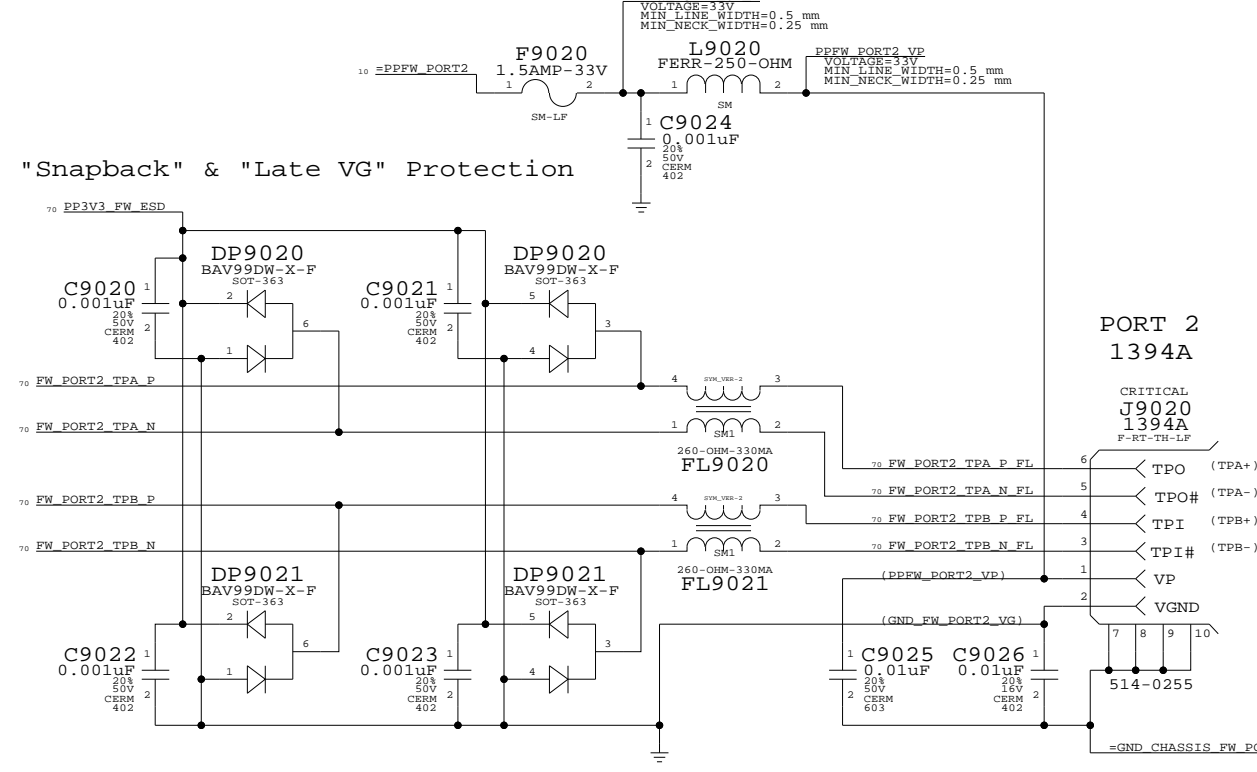 VOLTAGE=33V
MIN_LINE_WIDTH=0.5 mm
MIN_NECK_WIDTH=0.25 mm
F9020
1.5AMP-33V
10 =PPFW_PORT2
1
2
SM-LF
L9020
FERR-250-OHM
1
2
SM
PPFW_PORT2_VP
VOLTAGE=33V
MIN_LINE_WIDTH=0.5 mm
MIN_NECK_WIDTH=0.25 mm
1
C9024
0.001uF
20%
50V
CERM
402
2
"Snapback" & "Late VG" Protection
70 PP3V3_FW_ESD
DP9020
BAV99DW-X-F
SOT-363
2
6
1
C9020
0.001uF
20%
50V
CERM
402
1
2
DP9020
BAV99DW-X-F
SOT-363
5
3
4
C9021
0.001uF
20%
50V
CERM
402
1
2
70 FW_PORT2_TPA_P
70 FW_PORT2_TPA_N
4
SYM_VER-2
3
1
SM1
2
260-OHM-330MA
FL9020
70 FW_PORT2_TPB_P
70 FW_PORT2_TPB_N
4
SYM_VER-2
3
1
SM1
2
260-OHM-330MA
FL9021
DP9021
BAV99DW-X-F
SOT-363
2
6
1
C9022
0.001uF
20%
50V
CERM
402
1
2
DP9021
BAV99DW-X-F
SOT-363
5
3
4
C9023
0.001uF
20%
50V
CERM
402
1
2
PORT 2
1394A
CRITICAL
J9020
1394A
F-RT-TH-LF
70 FW_PORT2_TPA_P_FL 6 TPO (TPA+)
70 FW_PORT2_TPA_N_FL 5 TPO# (TPA-)
70 FW_PORT2_TPB_P_FL 4 TPI (TPB+)
70 FW_PORT2_TPB_N_FL 3 TPI# (TPB-)
(PPFW_PORT2_VP) 1 VP
2 VGND
(GND_FW_PORT2_VG)
7 8 9 10
514-0255
1
C9025
0.01uF
20%
50V
CERM
603
2
C9026
0.01uF
20%
16V
CERM
402
1
2
=GND_CHASSIS_FW_PO